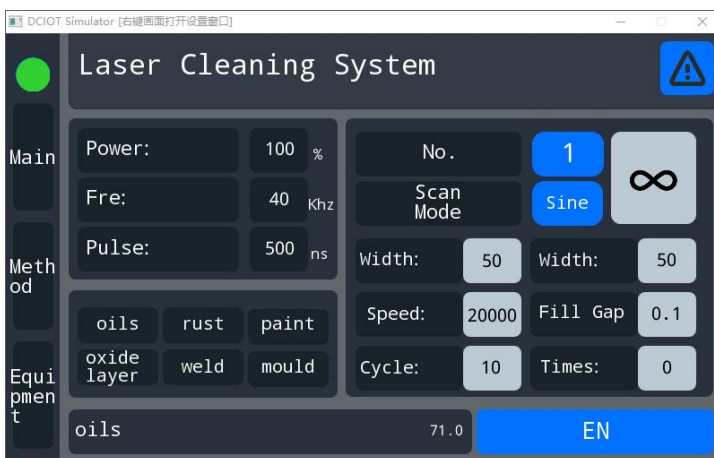 DCIOT Simulator [右键画面打开设置窗口]
Laser Cleaning System
Main
Meth
od
Equi
pmen
t
Power: 100 %
Fre: 40 Khz
Pulse: 500 ns
oils rust paint
oxide
layer
weld mould
No. 1
Scan
Mode
Sine
∞
Width: 50 Width: 50
Speed: 20000 Fill Gap 0.1
Cycle: 10 Times: 0
oils 71.0
EN